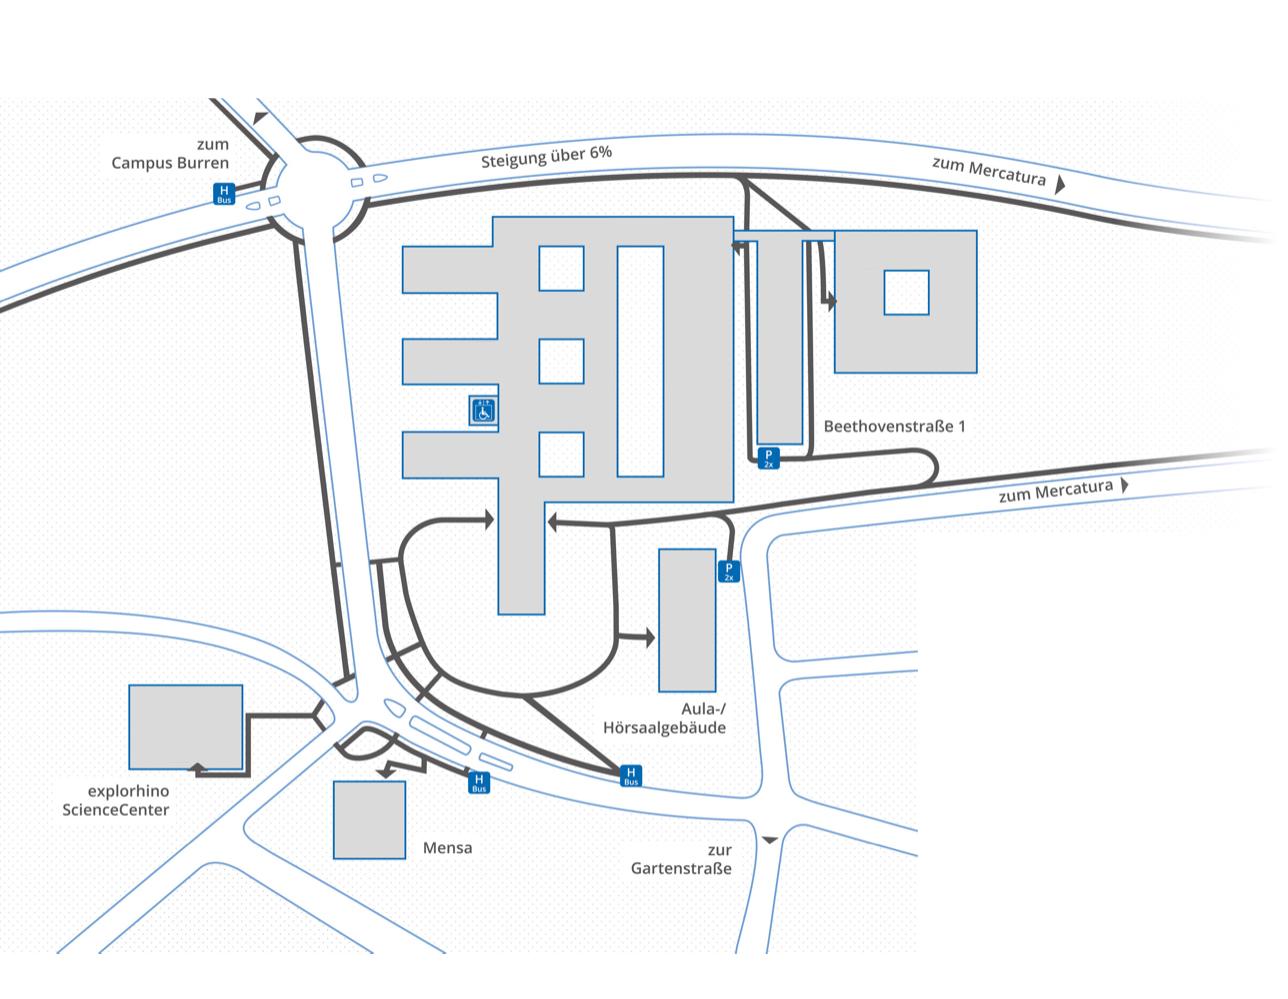 zum
Campus Burren
H
Bus
Steigung über 6%
zum Mercatura
Beethovenstraße 1
P
2x
zum Mercatura
P
2x
Aula-/
Hörsaalgebäude
explorhino
ScienceCenter
H
Bus
H
Bus
Mensa
zur
Gartenstraße